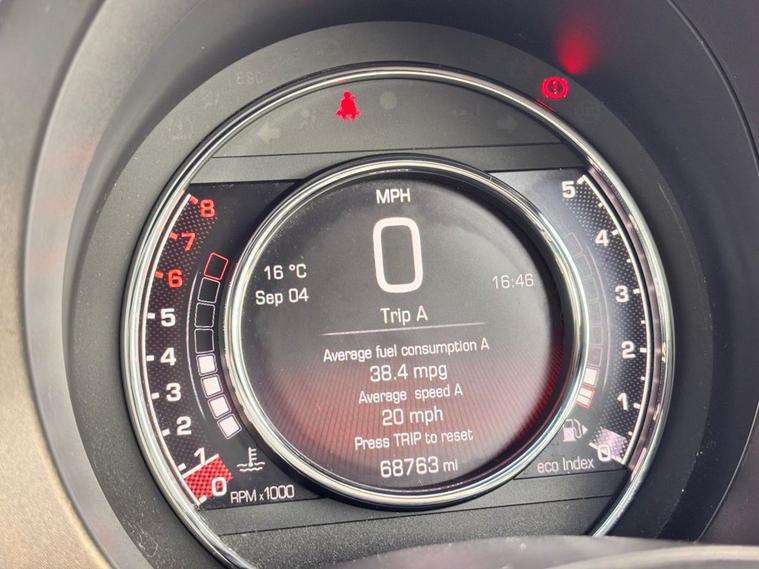 MPH
0
16 °C
Sep 04
16:46
Trip A
Average fuel consumption A
38.4 mpg
Average speed A
20 mph
Press TRIP to reset
68763 mi
8
7
6
5
4
3
2
1
0
RPM x1000
5
4
3
2
1
0
eco Index